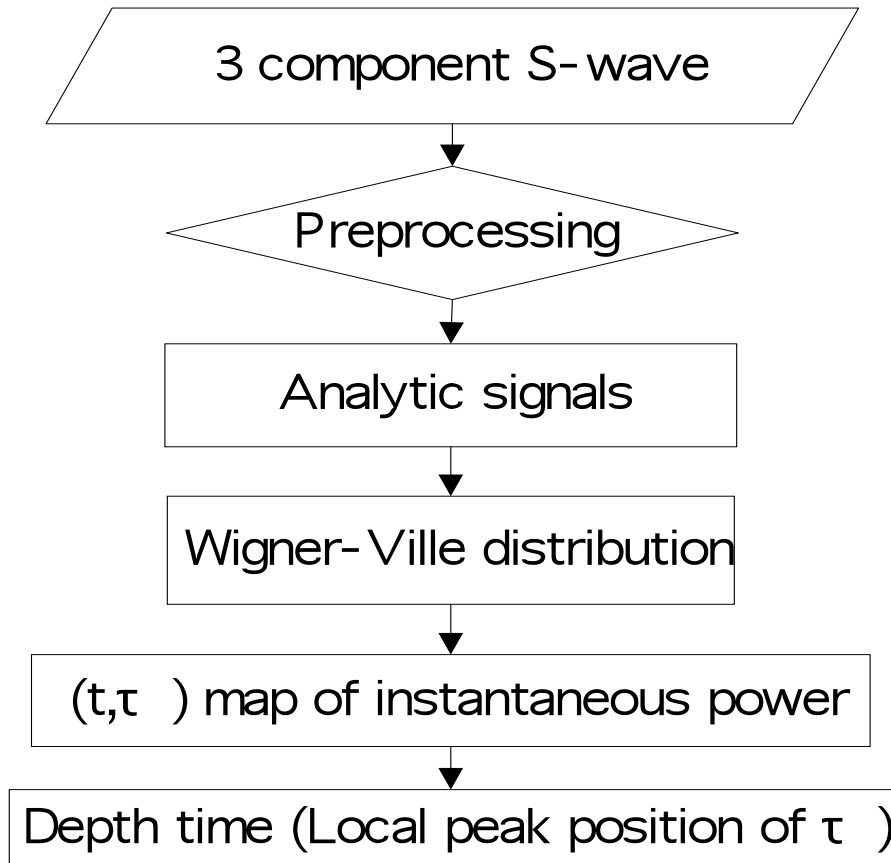 3 component S-wave
Preprocessing
Analytic signals
Wigner-Ville distribution
(t,τ ) map of instantaneous power
Depth time (Local peak position of τ )